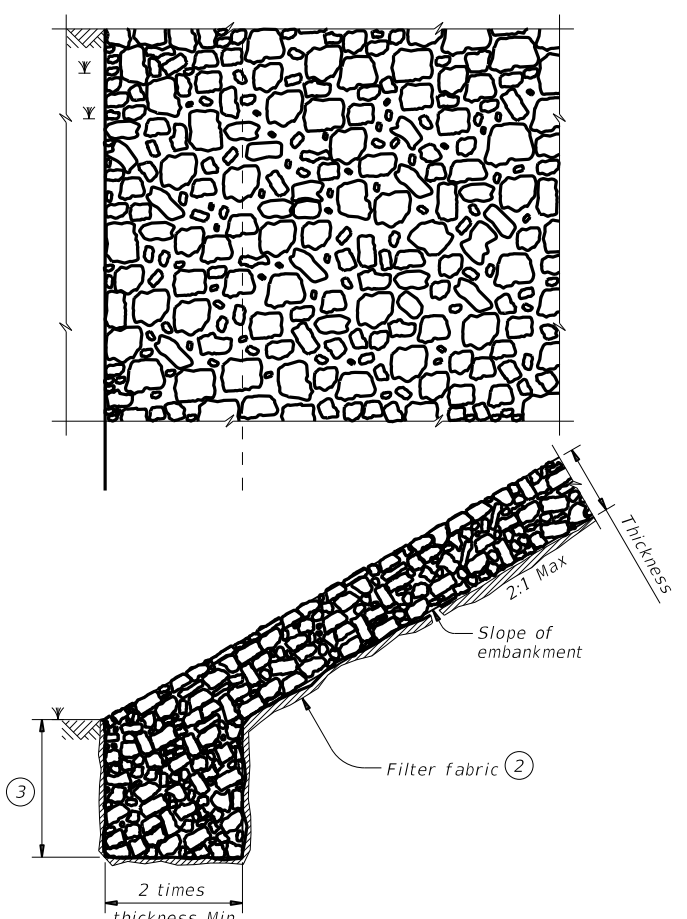 Thickness
2:1 Max
Slope of
embankment
Filter fabric 2
3
2 times
thickness Min